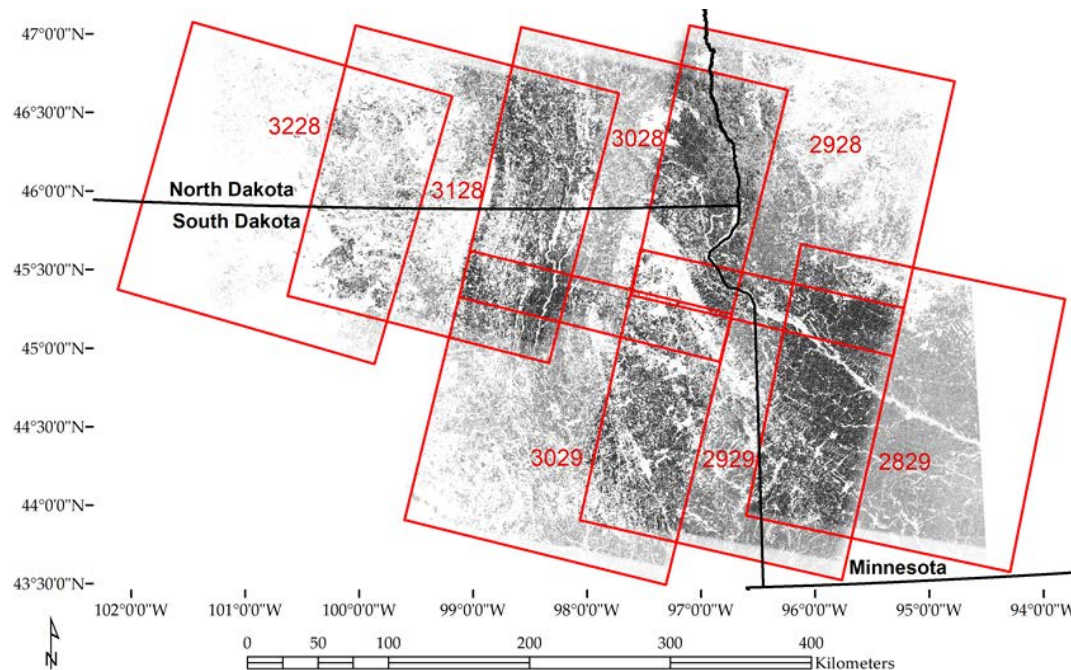 47°0'0"N
46°30'0"N
46°0'0"N
45°30'0"N
45°0'0"N
44°30'0"N
44°0'0"N
43°30'0"N
3228
3128
3028
2928
North Dakota
South Dakota
3029
2929
2829
Minnesota
102°0'0"W
101°0'0"W
100°0'0"W
99°0'0"W
98°0'0"W
97°0'0"W
96°0'0"W
95°0'0"W
94°0'0"W
N
0 50 100 200 300 400
Kilometers